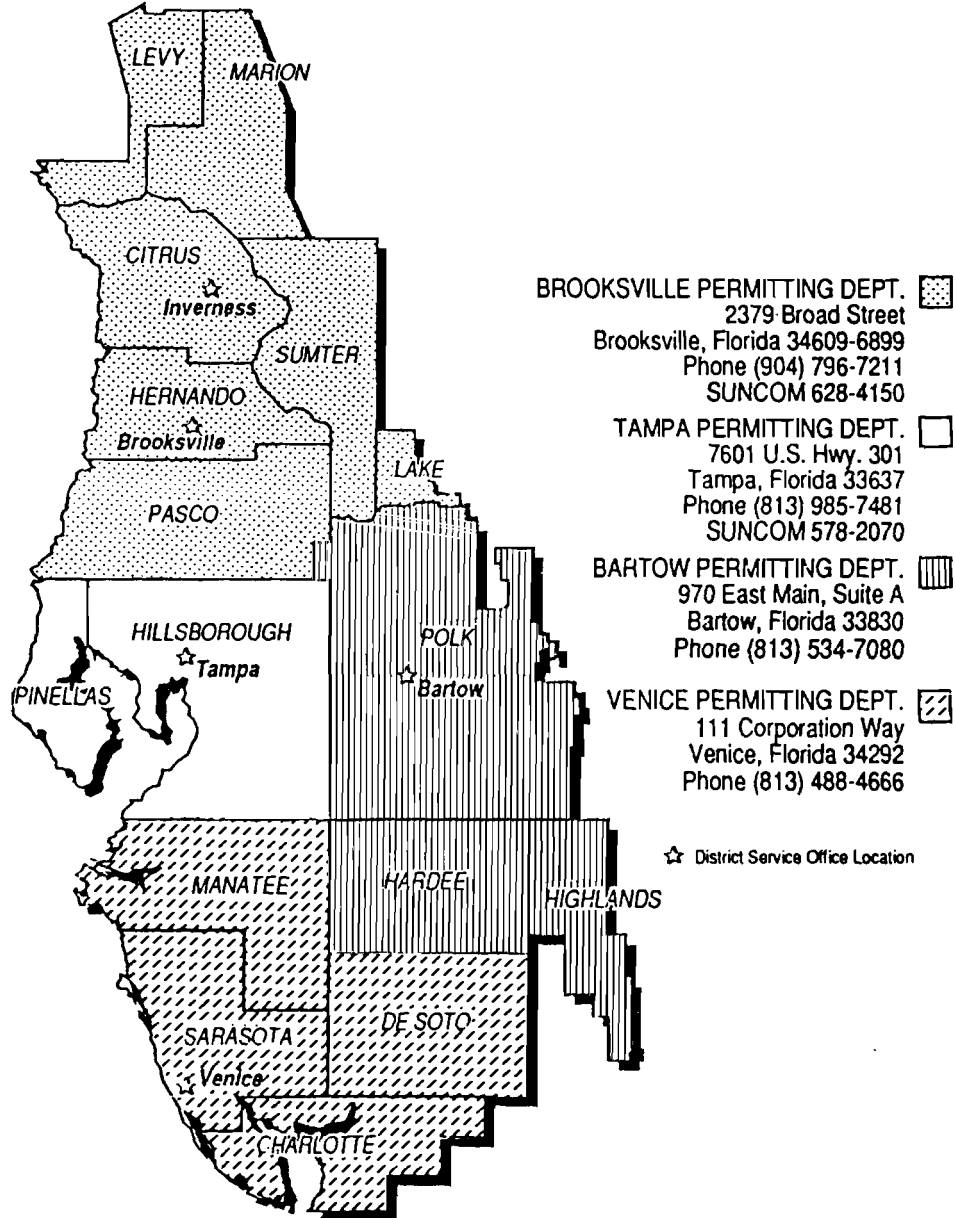 LEVY
MARION
CITRUS
Inverness
SUMTER
HERNANDO
Brooksville
LAKE
PASCO
HILLSBOROUGH
Tampa
POLK
Bartow
PINELLAS
MANATEE
HARDEE
HIGHLANDS
SARASOTA
DE SOTO
Venice
CHARLOTTE
BROOKSVILLE PERMITTING DEPT.
2379 Broad Street
Brooksville, Florida 34609-6899
Phone (904) 796-7211
SUNCOM 628-4150
TAMPA PERMITTING DEPT.
7601 U.S. Hwy. 301
Tampa, Florida 33637
Phone (813) 985-7481
SUNCOM 578-2070
BARTOW PERMITTING DEPT.
970 East Main, Suite A
Bartow, Florida 33830
Phone (813) 534-7080
VENICE PERMITTING DEPT.
111 Corporation Way
Venice, Florida 34292
Phone (813) 488-4666
District Service Office Location